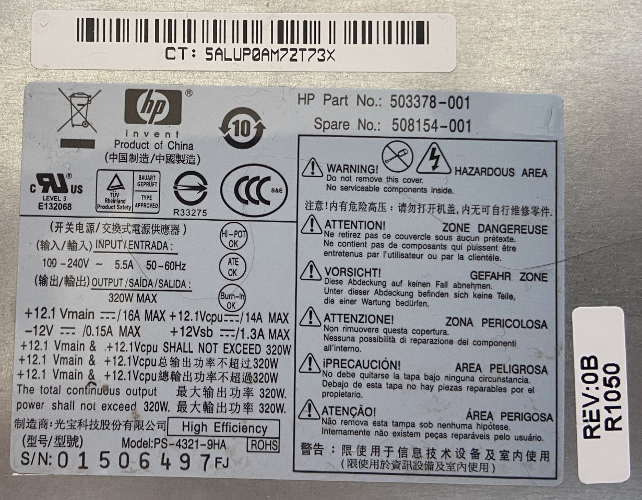 CT: 5ALUP0AM7ZT73X
hp
®
invent
Product of China
(中国制造/中國製造)
10
HP Part No.: 503378-001
Spare No.: 508154-001
c UL US
LEVEL 3
E132068
TÜV
Rheinland
Product Safety
BAUART
GEPRÜFT
TYPE
APPROVED
R33275
CCC
S&E
(开关电源/交換式電源供應器)
(输入/輸入) INPUT/ENTRADA:
100-240V ~ 5.5A 50-60Hz
(输出/輸出) OUTPUT/SAÍDA/SALIDA:
320W MAX
HI-POT
OK
ATE
OK
Burn-in
OK
+12.1 Vmain ⎓/16A MAX +12.1Vcpu⎓/14A MAX
-12V ⎓/0.15A MAX +12Vsb⎓/1.3A MAX
+12.1 Vmain & +12.1Vcpu SHALL NOT EXCEED 320W
+12.1 Vmain & +12.1Vcpu 总输出功率不超过320W
+12.1 Vmain & +12.1Vcpu 總輸出功率不超過320W
The total continuous output 最大输出功率 320W.
power shall not exceed 320W. 最大輸出功率 320W.
制造商:光宝科技股份有限公司 High Efficiency
(型号/型號) Model:PS-4321-9HA ROHS
S/N:01506497FJ
WARNING! HAZARDOUS AREA
Do not remove this cover.
No serviceable components inside.
注意!内有危险高压:请勿打开机盖,内无可自行维修零件.
ATTENTION! ZONE DANGEREUSE
Ne retirez pas ce couvercle sous aucun prétexte.
Ne contient pas de composants qui puissent être
entretenus par l'utilisateur ou par la clientèle.
VORSICHT! GEFAHR ZONE
Diese Abdeckung auf keinen Fall abnehmen.
Unter dieser Abdeckung befinden sich keine Teile,
die einer Wartung bedürfen.
ATTENZIONE! ZONA PERICOLOSA
Non rimuovere questa copertura.
Nessuna possibilità di riparazione dei componenti
all'interno.
¡PRECAUCIÓN! AREA PELIGROSA
No debe quitarse la tapa bajo ninguna circunstancia.
Debajo de esta tapa no hay piezas reparables por el
propietario.
ATENÇÃO! ÁREA PERIGOSA
Nao remover esta tampa sob nenhuma hipótese.
Não existem peças reparáveis pelo usuário.
警告:限使用于信息技术设备及室内使用
(限使用於資訊設備及室内使用)
REV:0B
R1050